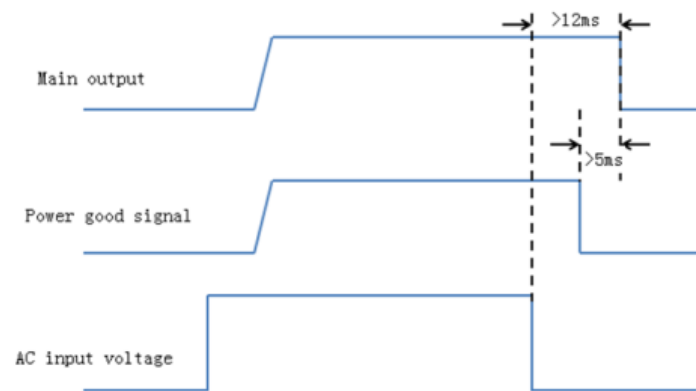 >12ms
Main output
>5ms
Power good signal
AC input voltage